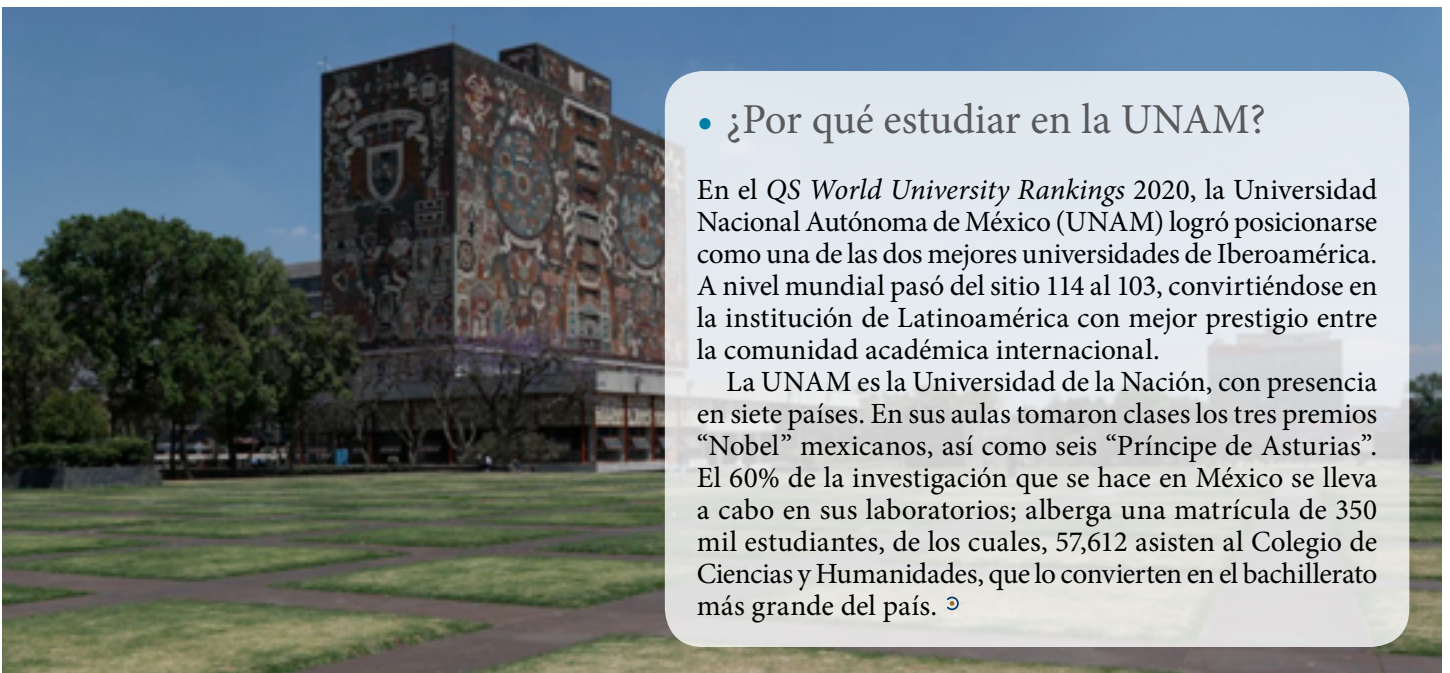 • ¿Por qué estudiar en la UNAM?
En el QS World University Rankings 2020, la Universidad
Nacional Autónoma de México (UNAM) logró posicionarse
como una de las dos mejores universidades de Iberoamérica.
A nivel mundial pasó del sitio 114 al 103, convirtiéndose en
la institución de Latinoamérica con mejor prestigio entre
la comunidad académica internacional.
La UNAM es la Universidad de la Nación, con presencia
en siete países. En sus aulas tomaron clases los tres premios
“Nobel” mexicanos, así como seis “Príncipe de Asturias”.
El 60% de la investigación que se hace en México se lleva
a cabo en sus laboratorios; alberga una matrícula de 350
mil estudiantes, de los cuales, 57,612 asisten al Colegio de
Ciencias y Humanidades, que lo convierten en el bachillerato
más grande del país.